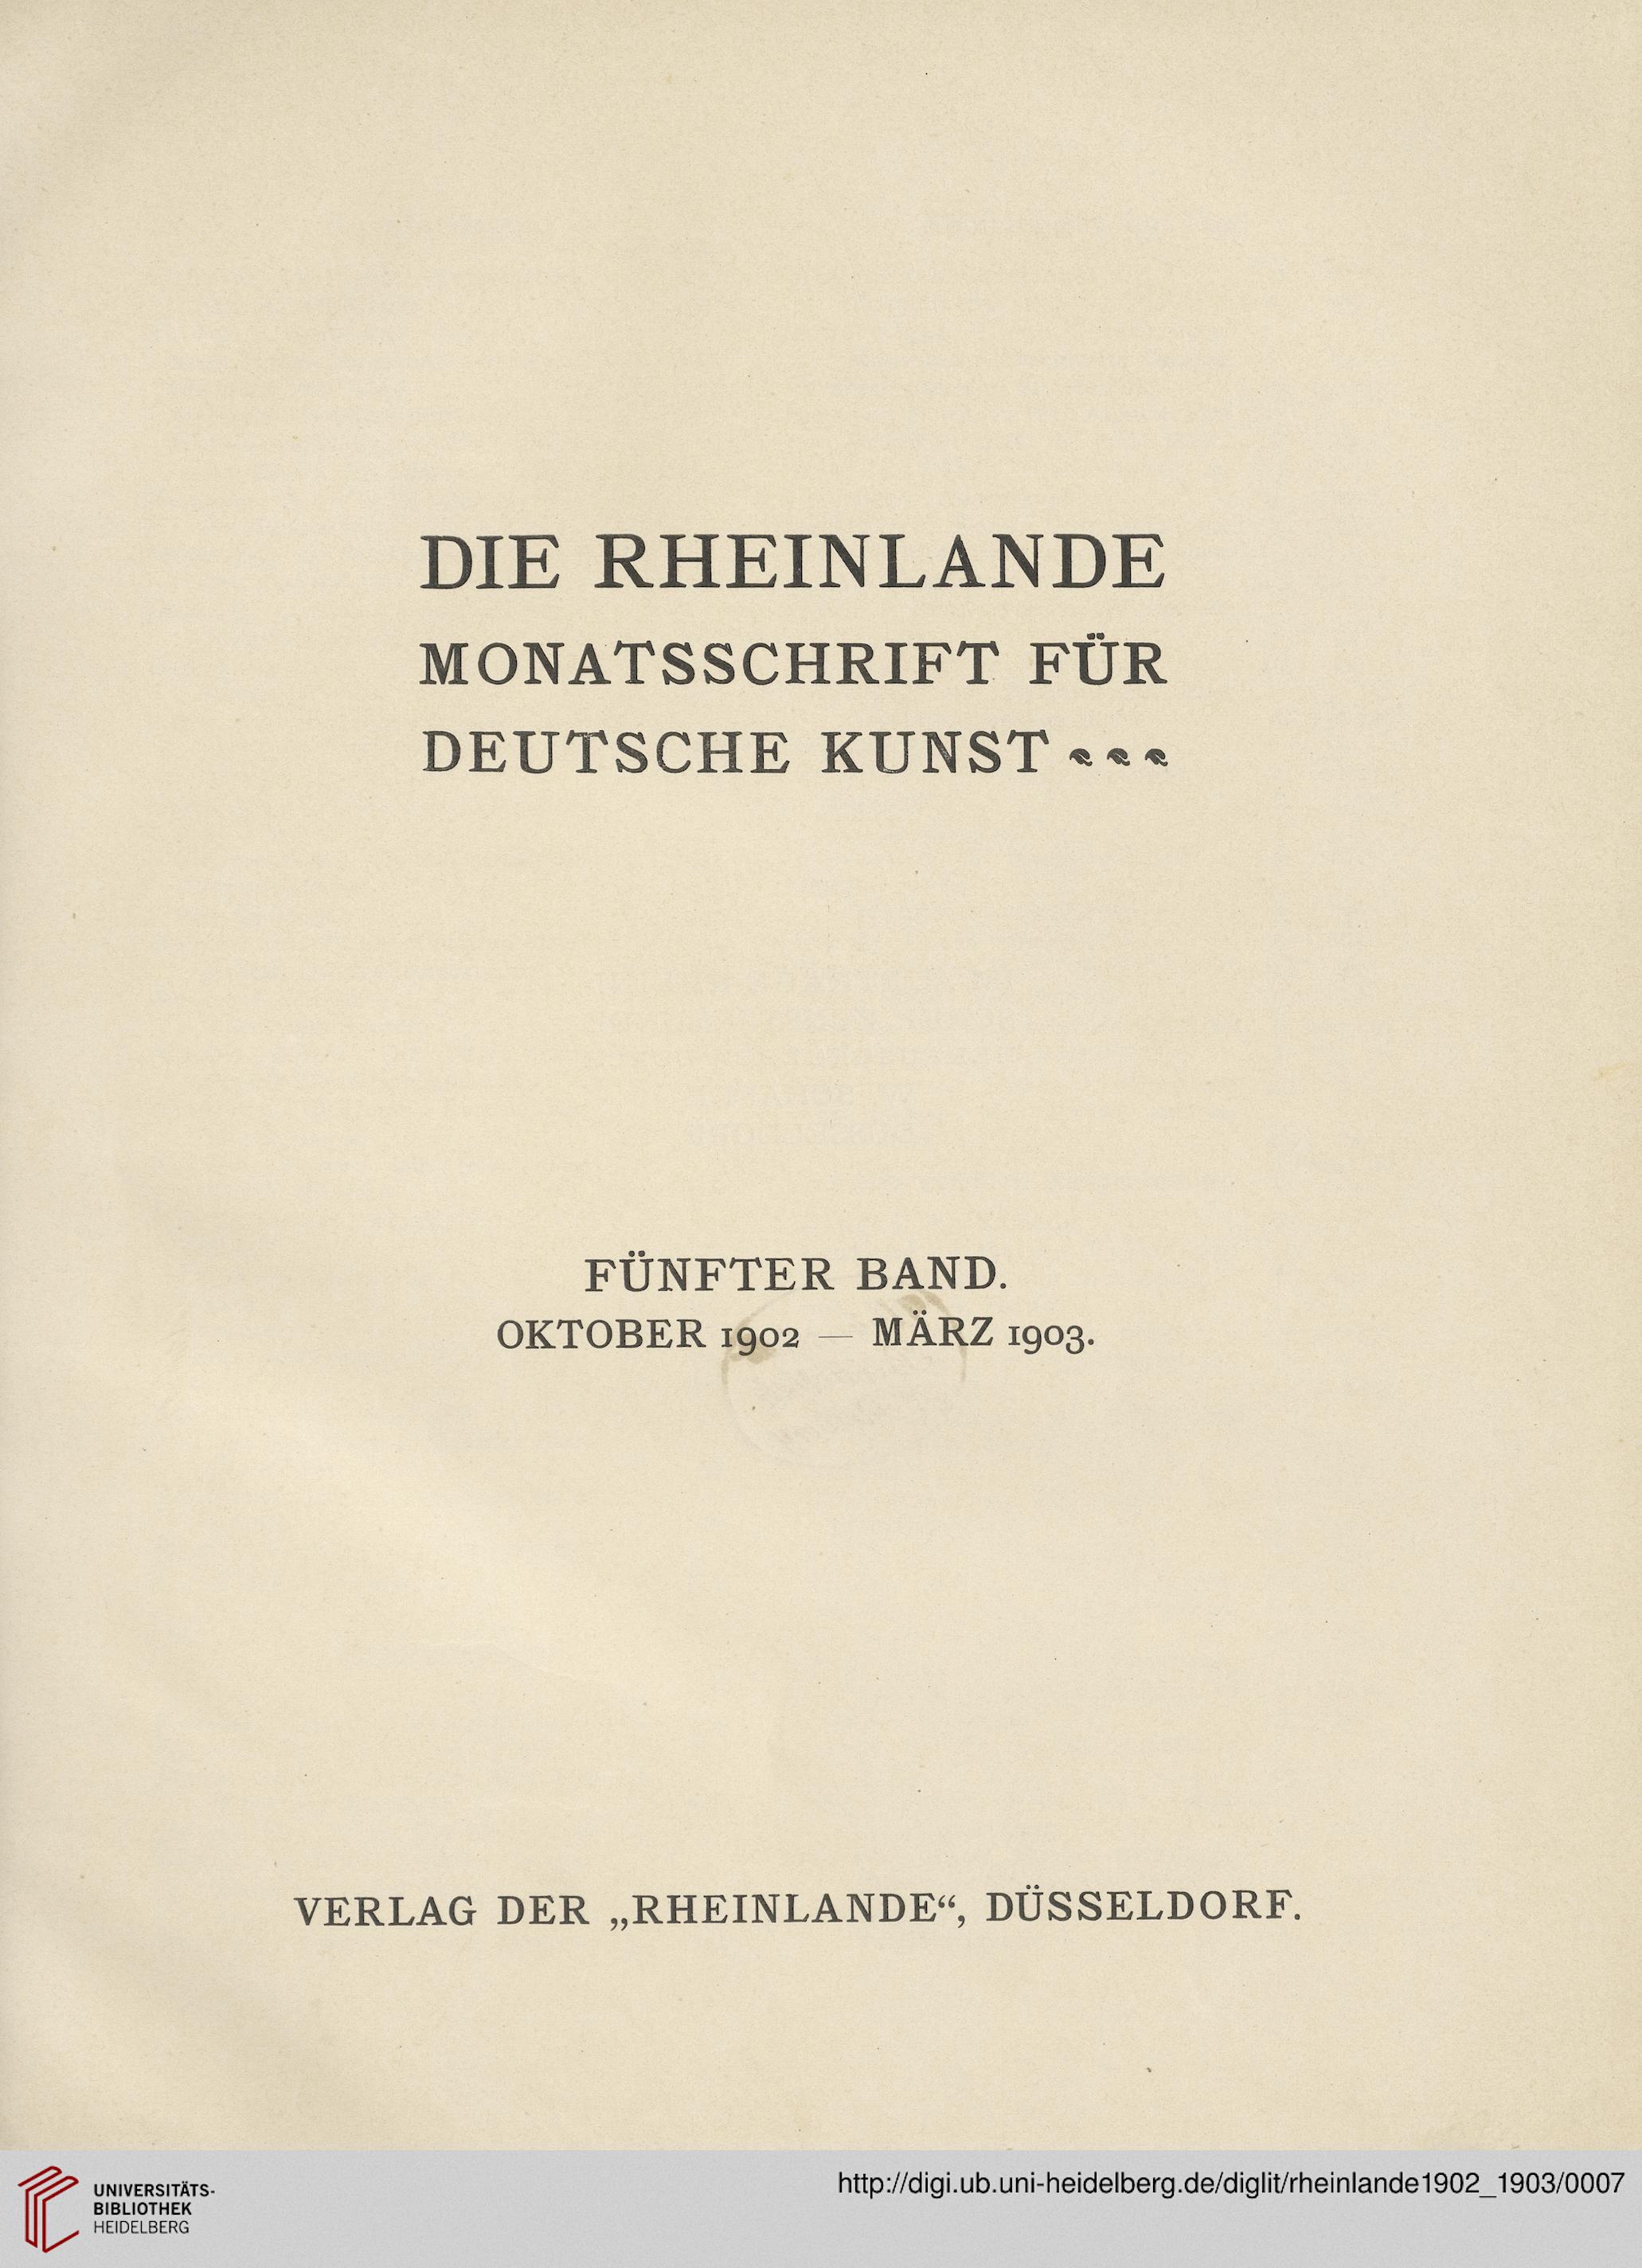 DIE RHEINLANDE
MONATSSCHRIFT FÜR
DEUTSCHE KUNST
FÜNFTER BAND.
OKTOBER 1902 — MÄRZ 1903.
VERLAG DER „RHEINLANDE“, DÜSSELDORF.
UNIVERSITÄTS-
BIBLIOTHEK
HEIDELBERG
http://digi.ub.uni-heidelberg.de/diglit/rheinlande1902_1903/0007